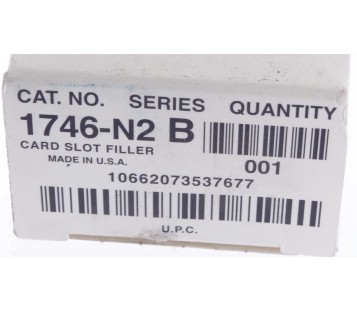 CAT. NO. SERIES QUANTITY
1746-N2 B
CARD SLOT FILLER
MADE IN U.S.A.
001
10662073537677
U.P.C.